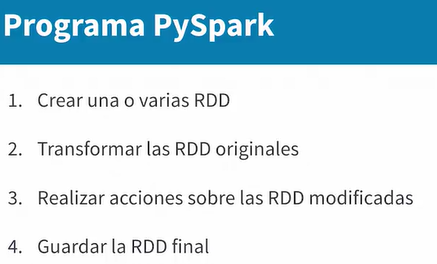 Programa PySpark
1. Crear una o varias RDD
2. Transformar las RDD originales
3. Realizar acciones sobre las RDD modificadas
4. Guardar la RDD final